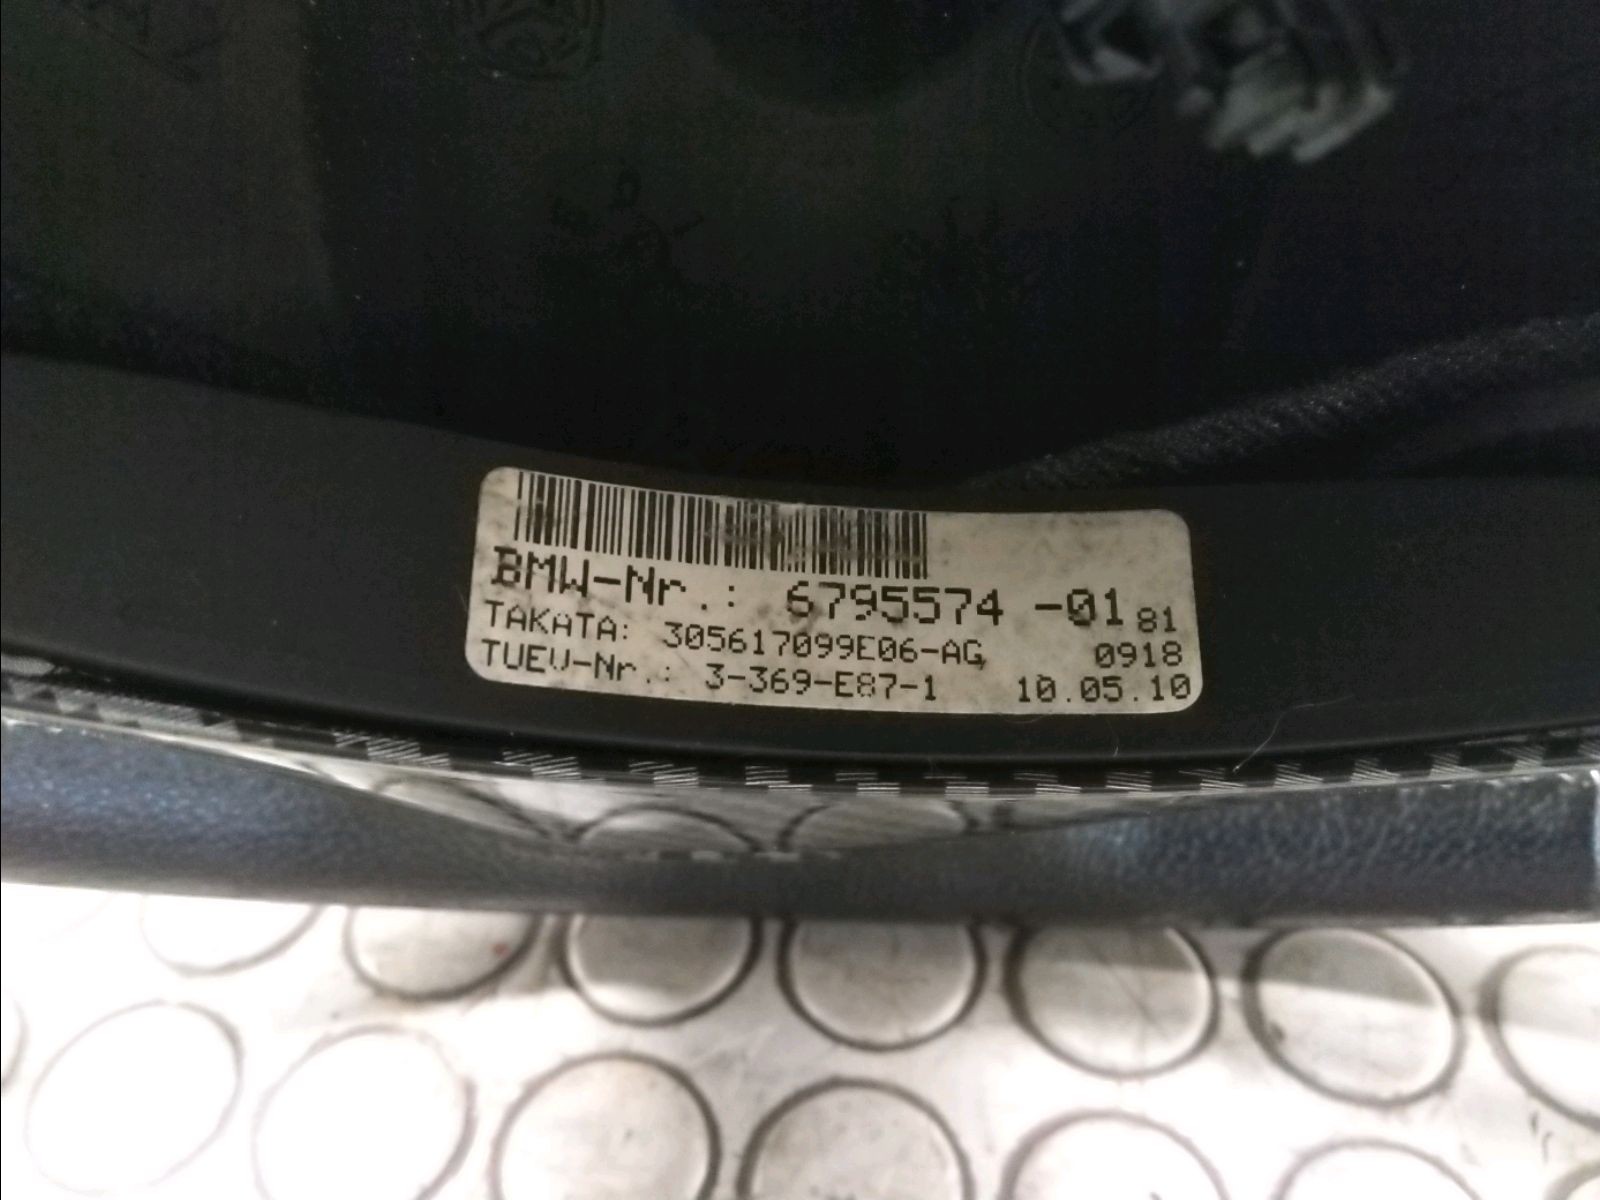 BMW-Nr.: 6795574 -01 81
TAKATA: 305617099E06-AG 0918
TUEV-Nr.: 3-369-E87-1 10.05.10